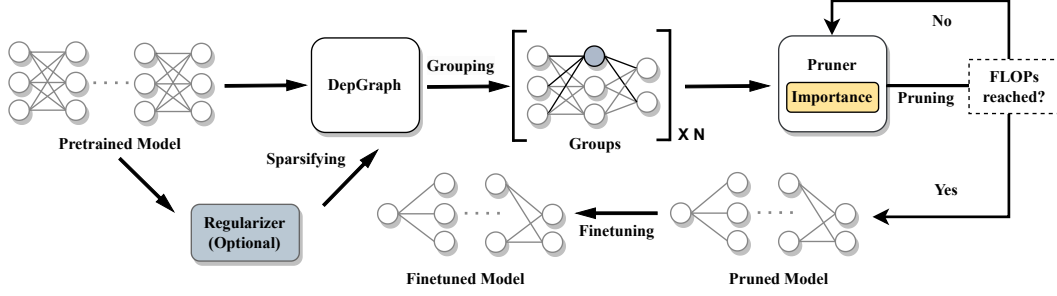 Pretrained Model
Regularizer
(Optional)
Sparsifying
DepGraph
Grouping
Groups
X N
Pruner
Importance
Pruning
FLOPs
reached?
No
Yes
Pruned Model
Finetuning
Finetuned Model